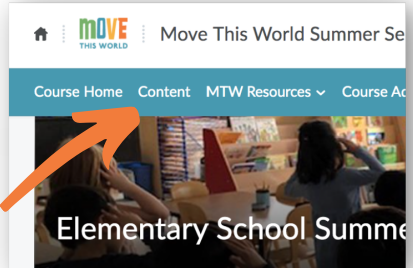 MOVE
THIS WORLD
Move This World Summer Se
Course Home Content MTW Resources Course Ac
Elementary School Summe